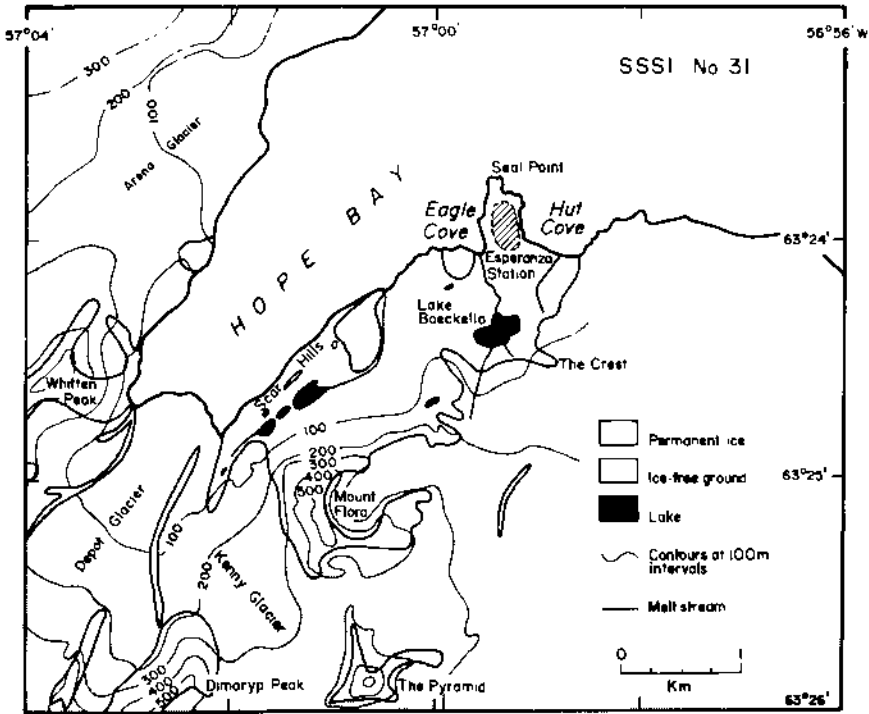 57°04'
57°00'
56°56' W
SSSI No 31
300
200
100
Arena Glacier
Seal Point
HOPE BAY
Eagle
Cove
Hut
Cove
63°24'
Esperanza
Station
Lake
Boeckella
Scar Hills
The Crest
Whitten
Peak
100
200
300
400
500
Mount
Flora
63°25'
Permanent ice
Ice-free ground
Lake
Contours at 100m
intervals
Melt stream
Depot Glacier
100
200
Kenny Glacier
0 1
Km
300
400
500
Dimaryp Peak
The Pyramid
63°26'